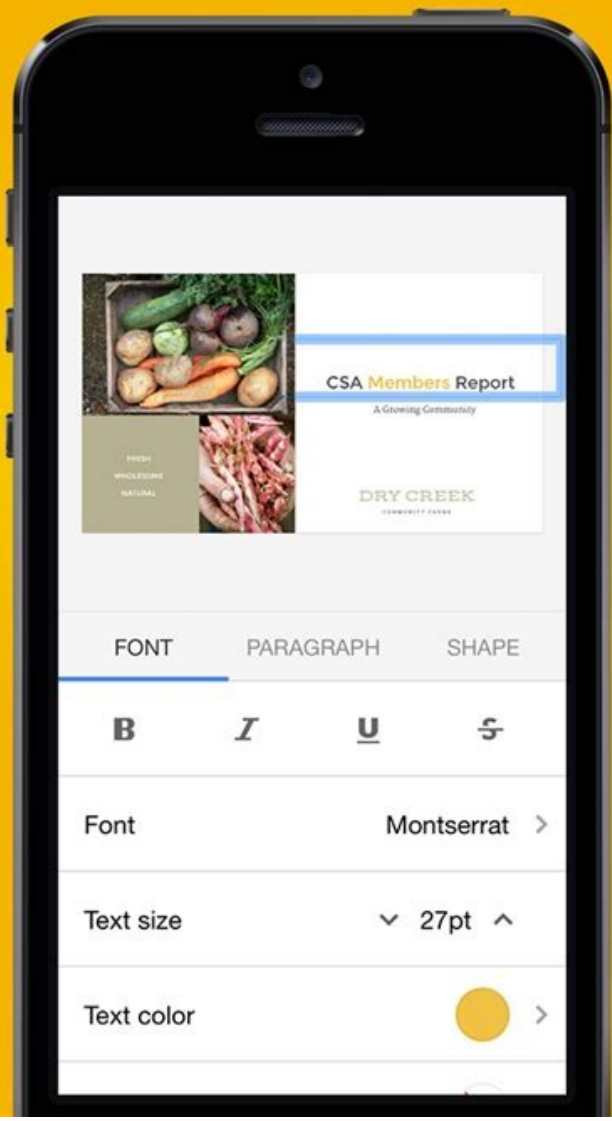 CSA Members Report
A Growing Community
FRESH
WHOLESOME
NATURAL
DRY CREEK
COMMUNITY FARMS
FONT PARAGRAPH SHAPE
B I U S
Font Montserrat
Text size 27pt
Text color